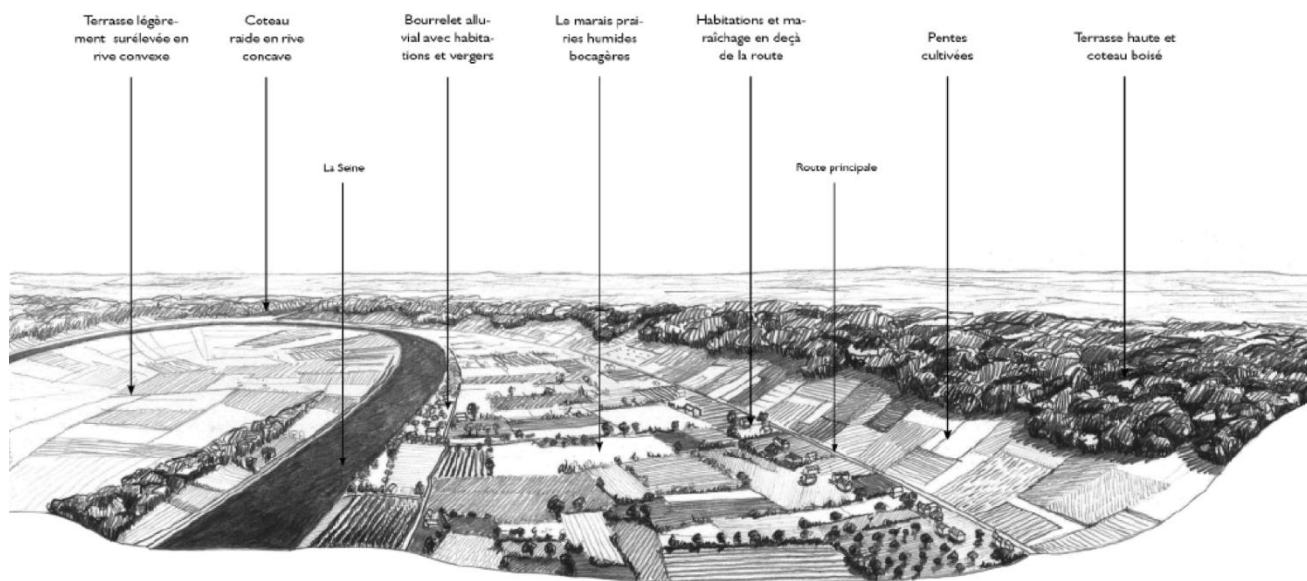 Terrasse légère-
ment surélevée en
rive convexe
Coteau
raide en rive
concave
Bourrelet allu-
vial avec habita-
tions et vergers
Le marais prai-
ries humides
bocagères
Habitations et ma-
raîchage en deçà
de la route
Pentes
cultivées
Terrasse haute et
coteau boisé
La Seine
Route principale